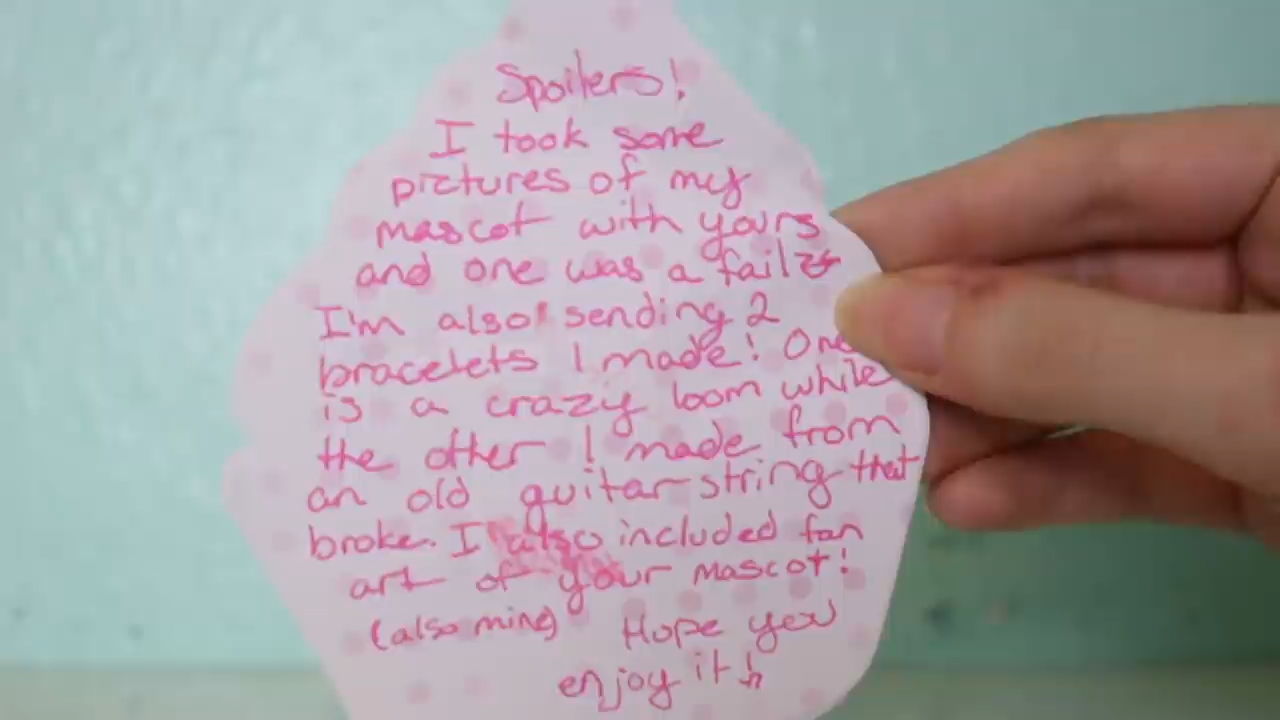 Spoilers!
I took some
pictures of my
mascot with yours
and one was a fail
I'm also sending 2
bracelets I made! One
is a crazy loom while
the other I made from
an old guitar string that
broke. I also included fan
art of your mascot!
(also mine) Hope you
enjoy it!